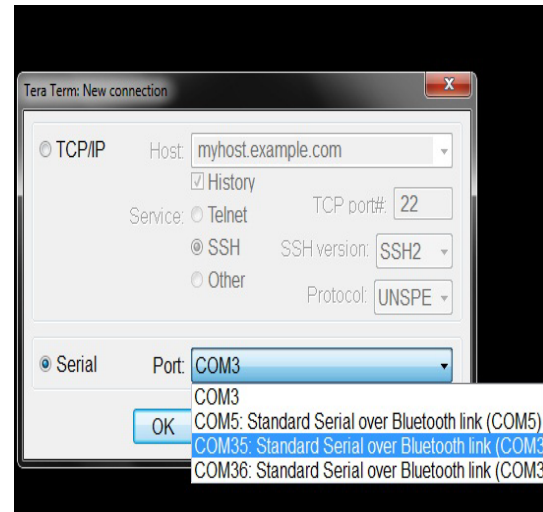 Tera Term: New connection
TCP/IP Host: myhost.example.com
History
Service: Telnet TCP port#: 22
SSH SSH version: SSH2
Other Protocol: UNSPE
Serial Port: COM3
COM3
OK COM5: Standard Serial over Bluetooth link (COM5)
COM35: Standard Serial over Bluetooth link (COM3
COM36: Standard Serial over Bluetooth link (COM3